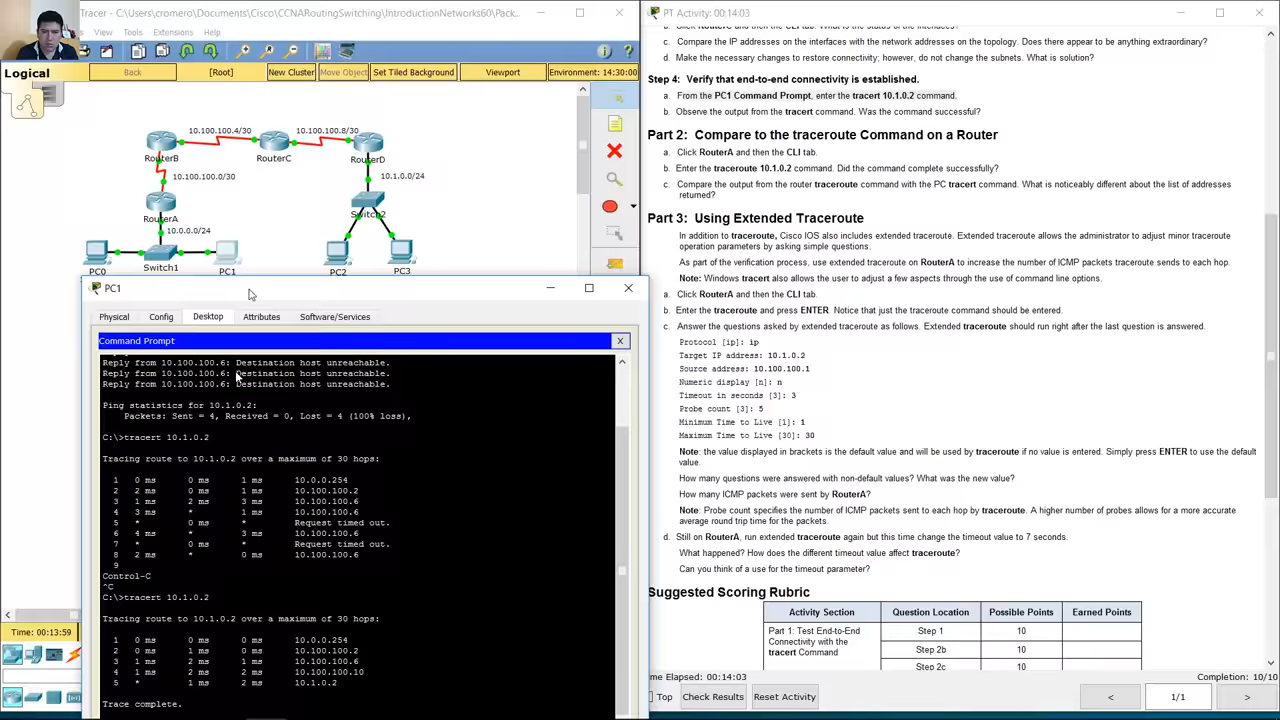 Tracer - C:\Users\cromero\Documents\Cisco\CCNARoutingSwitching\IntroductionNetworks60\Pack...
View Tools Extensions Help
Logical Back [Root] New Cluster Move Object Set Tiled Background Viewport Environment: 14:30:00
10.100.100.4/30 10.100.100.8/30
RouterB RouterC RouterD
10.100.100.0/30 10.1.0.0/24
RouterA Switch2
10.0.0.0/24
PC0 Switch1 PC1 PC2 PC3
PC1
Physical Config Desktop Attributes Software/Services
Command Prompt X
Reply from 10.100.100.6: Destination host unreachable.
Reply from 10.100.100.6: Destination host unreachable.
Reply from 10.100.100.6: Destination host unreachable.
Ping statistics for 10.1.0.2:
Packets: Sent = 4, Received = 0, Lost = 4 (100% loss),
C:\>tracert 10.1.0.2
Tracing route to 10.1.0.2 over a maximum of 30 hops:
1 0 ms 0 ms 1 ms 10.0.0.254
2 2 ms 0 ms 1 ms 10.100.100.2
3 1 ms 2 ms 3 ms 10.100.100.6
4 3 ms * 1 ms 10.100.100.6
5 * 0 ms * Request timed out.
6 4 ms * 3 ms 10.100.100.6
7 * 0 ms * Request timed out.
8 2 ms * 0 ms 10.100.100.6
9
Control-C
^C
C:\>tracert 10.1.0.2
Tracing route to 10.1.0.2 over a maximum of 30 hops:
1 0 ms 0 ms 0 ms 10.0.0.254
2 0 ms 1 ms 0 ms 10.100.100.2
3 1 ms 2 ms 1 ms 10.100.100.6
4 1 ms 2 ms 2 ms 10.100.100.10
5 * 1 ms 2 ms 10.1.0.2
Trace complete.
Time: 00:13:59
PT Activity: 00:14:03
c. Compare the IP addresses on the interfaces with the network addresses on the topology. Does there appear to be anything extraordinary?
d. Make the necessary changes to restore connectivity; however, do not change the subnets. What is solution?
Step 4: Verify that end-to-end connectivity is established.
a. From the PC1 Command Prompt, enter the tracert 10.1.0.2 command.
b. Observe the output from the tracert command. Was the command successful?
Part 2: Compare to the traceroute Command on a Router
a. Click RouterA and then the CLI tab.
b. Enter the traceroute 10.1.0.2 command. Did the command complete successfully?
c. Compare the output from the router traceroute command with the PC tracert command. What is noticeably different about the list of addresses
returned?
Part 3: Using Extended Traceroute
In addition to traceroute, Cisco IOS also includes extended traceroute. Extended traceroute allows the administrator to adjust minor traceroute
operation parameters by asking simple questions.
As part of the verification process, use extended traceroute on RouterA to increase the number of ICMP packets traceroute sends to each hop.
Note: Windows tracert also allows the user to adjust a few aspects through the use of command line options.
a. Click RouterA and then the CLI tab.
b. Enter the traceroute and press ENTER. Notice that just the traceroute command should be entered.
c. Answer the questions asked by extended traceroute as follows. Extended traceroute should run right after the last question is answered.
Protocol [ip]: ip
Target IP address: 10.1.0.2
Source address: 10.100.100.1
Numeric display [n]: n
Timeout in seconds [3]: 3
Probe count [3]: 5
Minimum Time to Live [1]: 1
Maximum Time to Live [30]: 30
Note: the value displayed in brackets is the default value and will be used by traceroute if no value is entered. Simply press ENTER to use the default
value.
How many questions were answered with non-default values? What was the new value?
How many ICMP packets were sent by RouterA?
Note: Probe count specifies the number of ICMP packets sent to each hop by traceroute. A higher number of probes allows for a more accurate
average round trip time for the packets.
d. Still on RouterA, run extended traceroute again but this time change the timeout value to 7 seconds.
What happened? How does the different timeout value affect traceroute?
Can you think of a use for the timeout parameter?
Suggested Scoring Rubric
Activity Section Question Location Possible Points Earned Points
Part 1: Test End-to-End
Connectivity with the
tracert Command
Step 1 10
Step 2b 10
Step 2c 10
me Elapsed: 00:14:03 Completion: 10/10
Top Check Results Reset Activity < 1/1 >